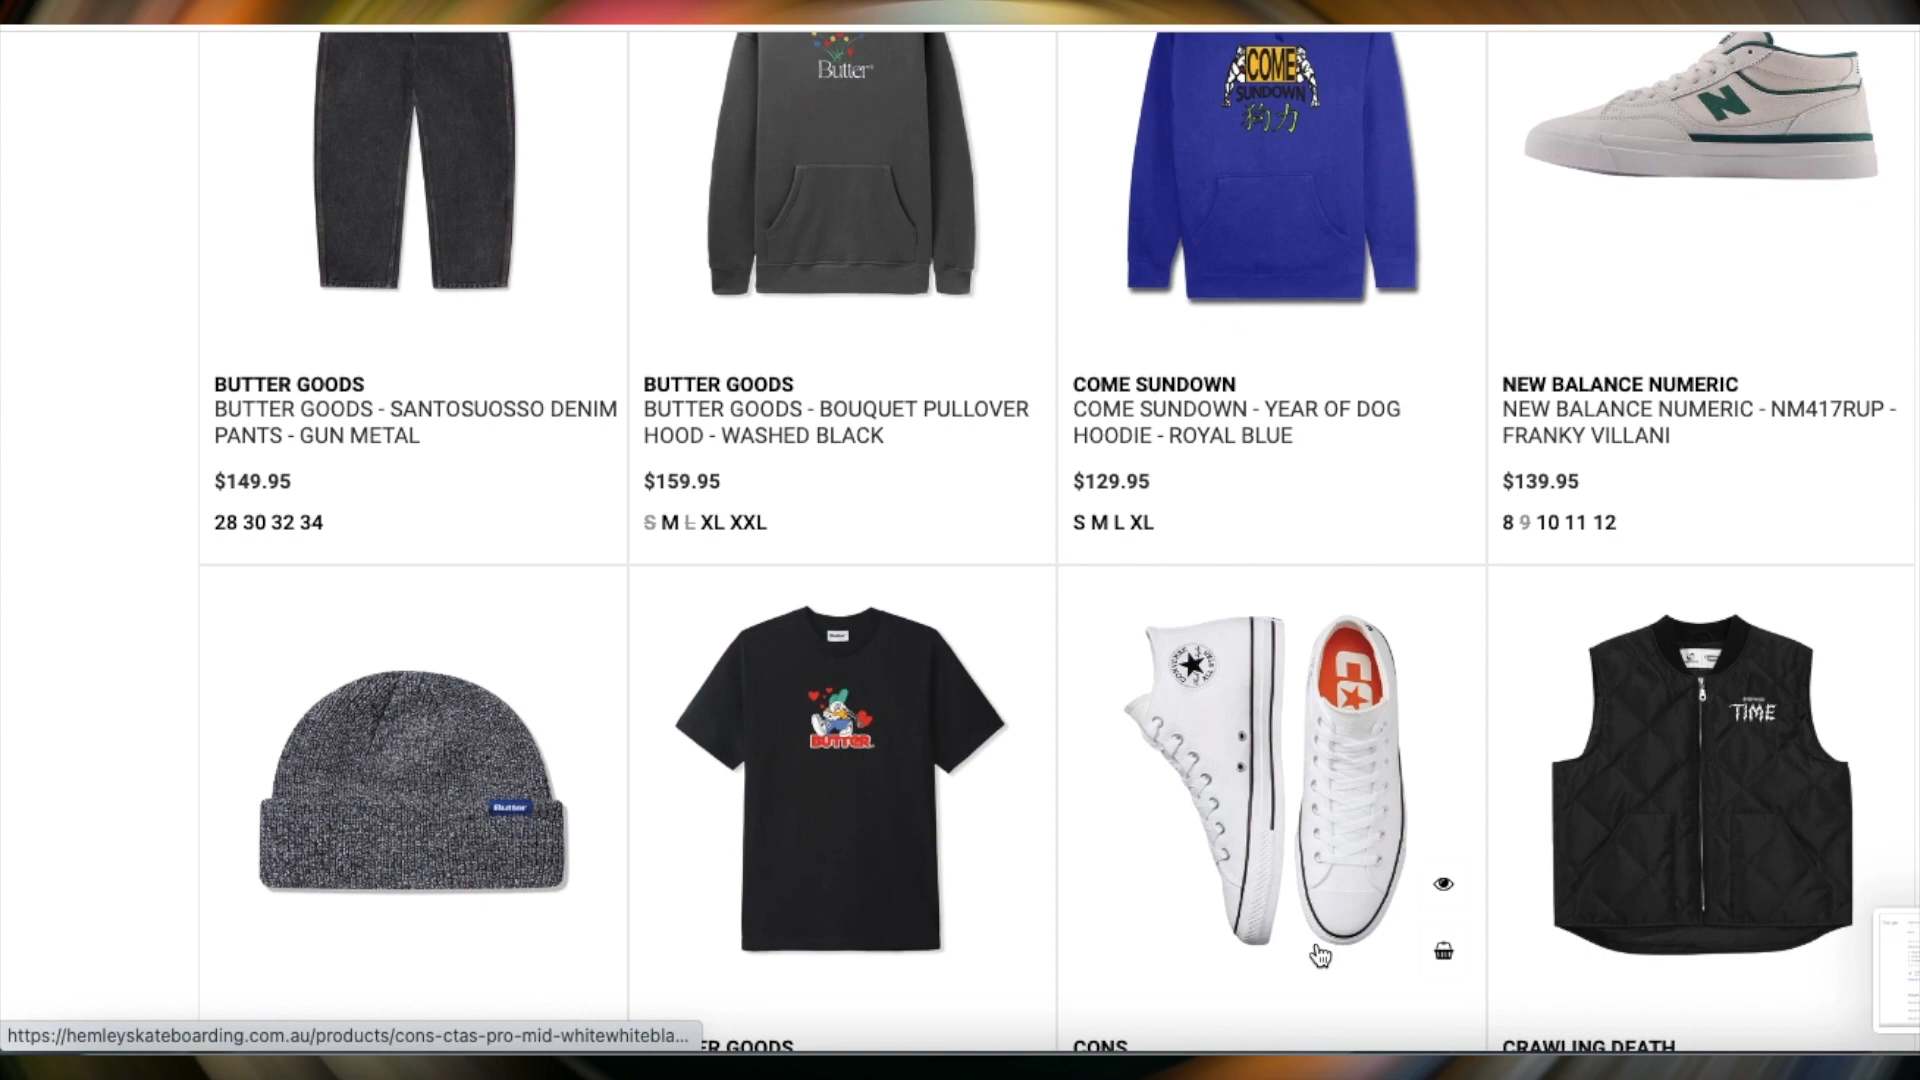 Butter
COME
SUNDOWN
狗力
N
BUTTER GOODS
BUTTER GOODS - SANTOSUOSSO DENIM
PANTS - GUN METAL
$149.95
28 30 32 34
BUTTER GOODS
BUTTER GOODS - BOUQUET PULLOVER
HOOD - WASHED BLACK
$159.95
S M L XL XXL
COME SUNDOWN
COME SUNDOWN - YEAR OF DOG
HOODIE - ROYAL BLUE
$129.95
S M L XL
NEW BALANCE NUMERIC
NEW BALANCE NUMERIC - NM417RUP -
FRANKY VILLANI
$139.95
8 9 10 11 12
Butter
BUTTER
CONVERSE
TIME
https://hemleyskateboarding.com.au/products/cons-ctas-pro-mid-whitewhitebla...
ER GOODS
CONS
CRAWLING DEATH